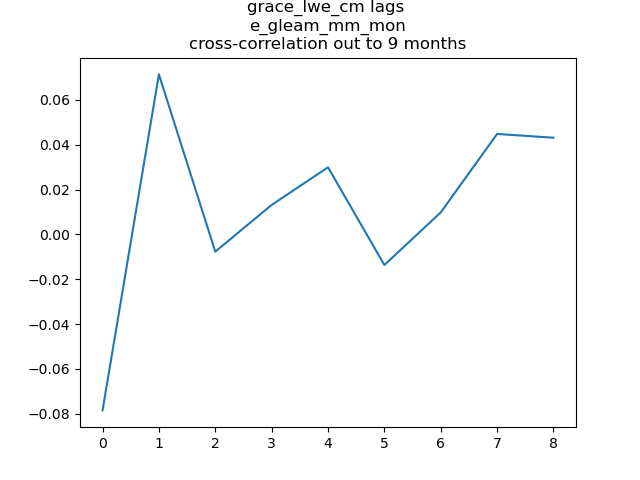 grace_lwe_cm lags
e_gleam_mm_mon
cross-correlation out to 9 months
0.06
0.04
0.02
0.00
−0.02
−0.04
−0.06
−0.08
0 1 2 3 4 5 6 7 8